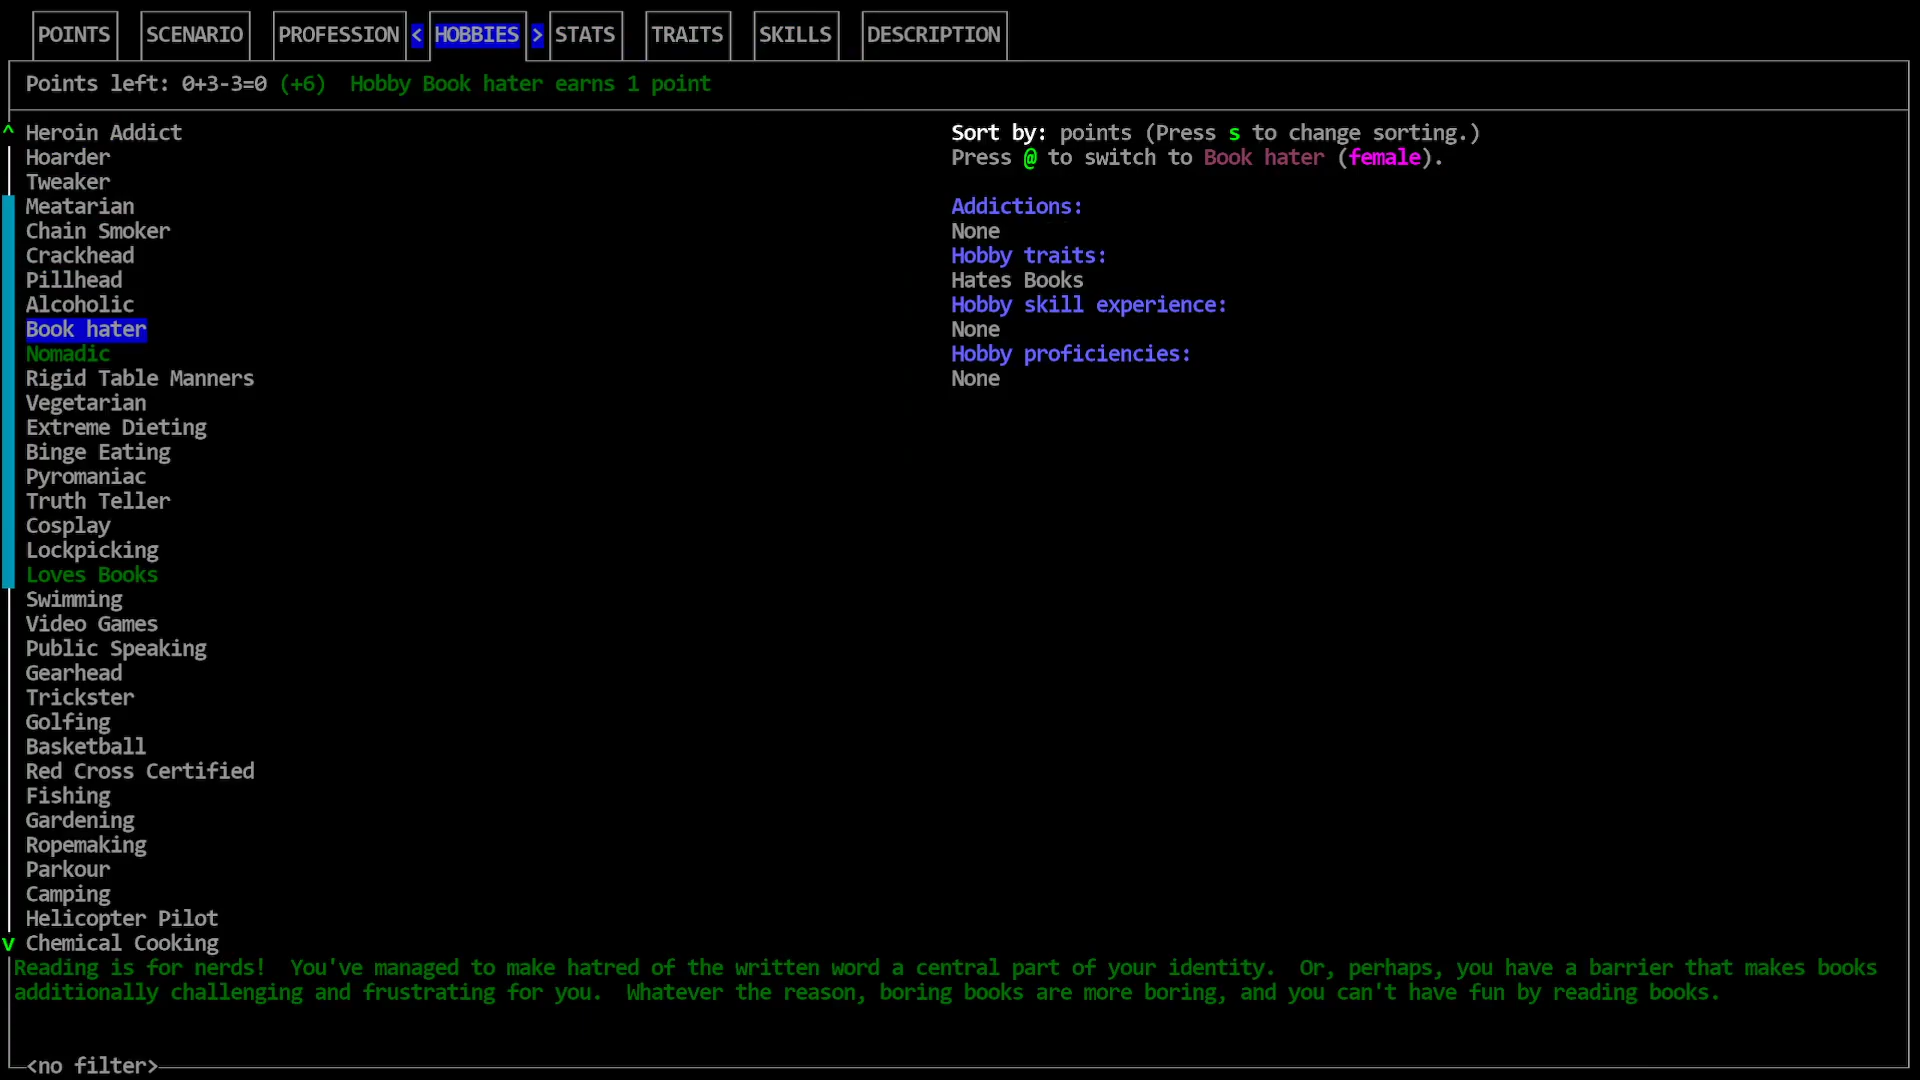 POINTS SCENARIO PROFESSION < HOBBIES > STATS TRAITS SKILLS DESCRIPTION
Points left: 0+3-3=0 (+6)  Hobby Book hater earns 1 point
^ Heroin Addict
Hoarder
Tweaker
Meatarian
Chain Smoker
Crackhead
Pillhead
Alcoholic
Book hater
Nomadic
Rigid Table Manners
Vegetarian
Extreme Dieting
Binge Eating
Pyromaniac
Truth Teller
Cosplay
Lockpicking
Loves Books
Swimming
Video Games
Public Speaking
Gearhead
Trickster
Golfing
Basketball
Red Cross Certified
Fishing
Gardening
Ropemaking
Parkour
Camping
Helicopter Pilot
v Chemical Cooking
Sort by: points (Press s to change sorting.)
Press @ to switch to Book hater (female).
Addictions:
None
Hobby traits:
Hates Books
Hobby skill experience:
None
Hobby proficiencies:
None
Reading is for nerds!  You've managed to make hatred of the written word a central part of your identity.  Or, perhaps, you have a barrier that makes books
additionally challenging and frustrating for you.  Whatever the reason, boring books are more boring, and you can't have fun by reading books.
<no filter>